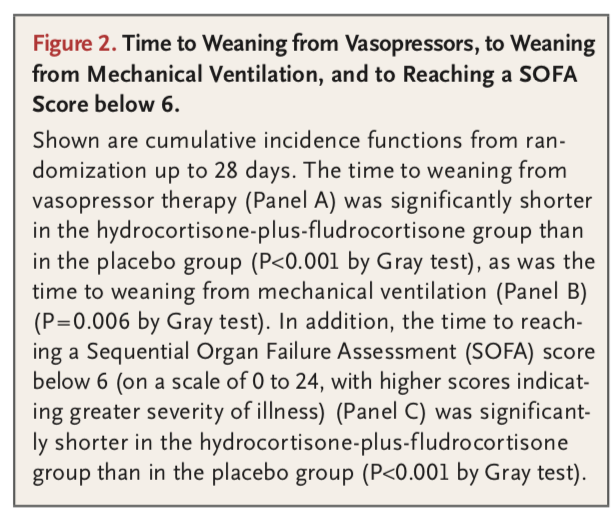 Figure 2. Time to Weaning from Vasopressors, to Weaning
from Mechanical Ventilation, and to Reaching a SOFA
Score below 6.
Shown are cumulative incidence functions from ran-
domization up to 28 days. The time to weaning from
vasopressor therapy (Panel A) was significantly shorter
in the hydrocortisone-plus-fludrocortisone group than
in the placebo group (P<0.001 by Gray test), as was the
time to weaning from mechanical ventilation (Panel B)
(P=0.006 by Gray test). In addition, the time to reach-
ing a Sequential Organ Failure Assessment (SOFA) score
below 6 (on a scale of 0 to 24, with higher scores indicat-
ing greater severity of illness) (Panel C) was significant-
ly shorter in the hydrocortisone-plus-fludrocortisone
group than in the placebo group (P<0.001 by Gray test).